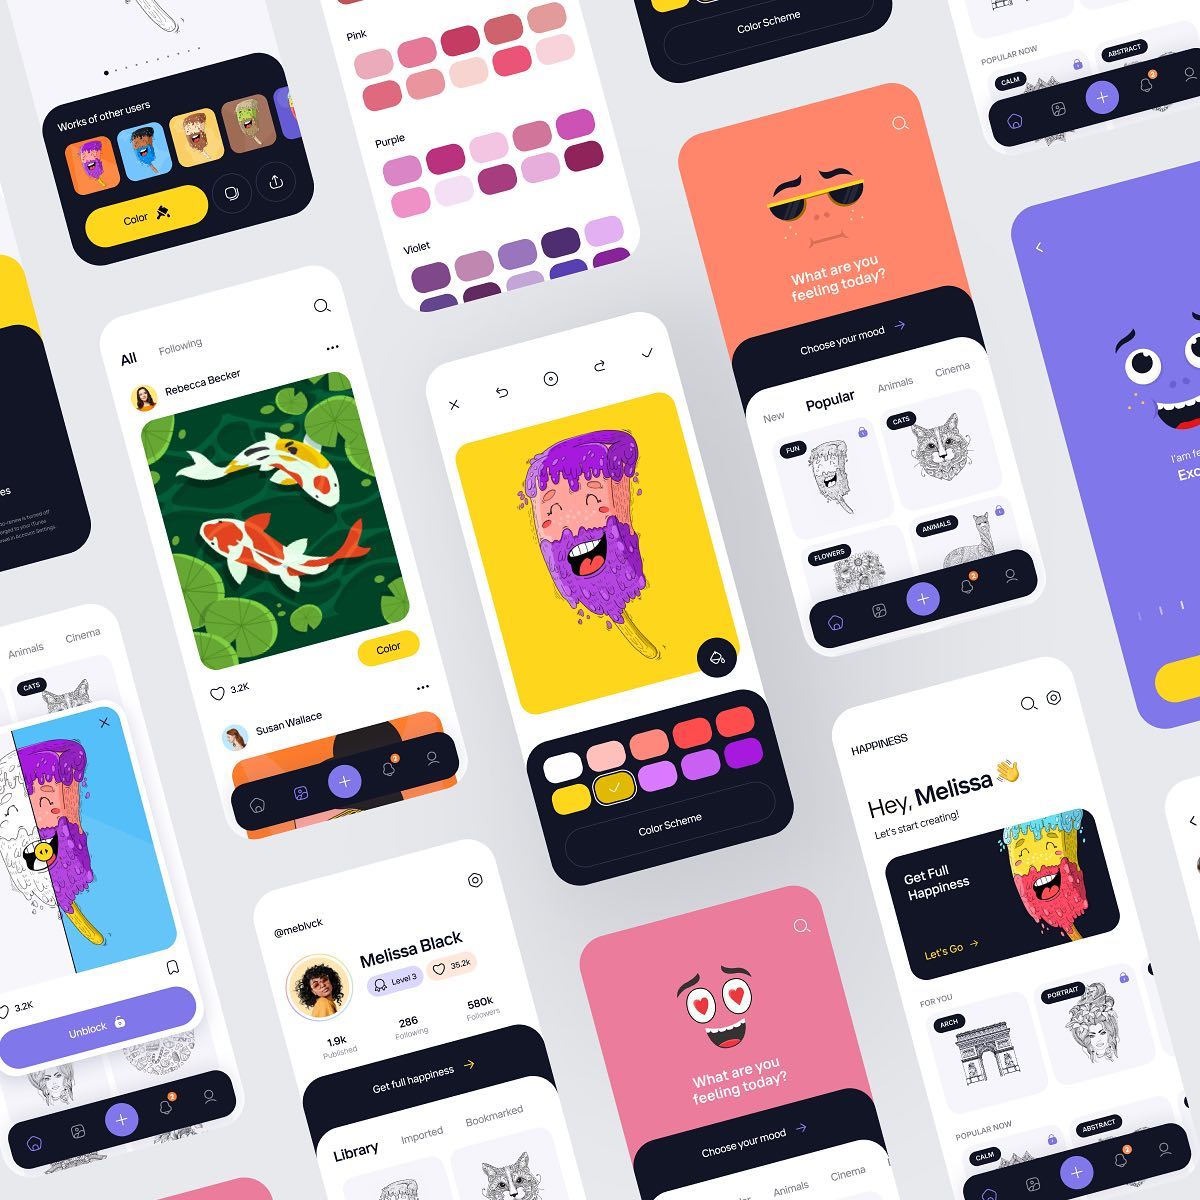 Works of other users
Color
Pink
Purple
Violet
Color Scheme
POPULAR NOW
CALM
ABSTRACT
2
All
Following
Rebecca Becker
Color
3.2K
Susan Wallace
2
What are you
feeling today?
Choose your mood
New
Popular
Animals
Cinema
FUN
CATS
FLOWERS
ANIMALS
2
Color Scheme
Animals
Cinema
CATS
3.2K
Unblock
2
@meblvck
Melissa Black
Level 3
35.2k
1.9k
Published
286
Following
580k
Followers
Get full happiness
Library
Imported
Bookmarked
What are you
feeling today?
Choose your mood
Animals
Cinema
HAPPINESS
Hey, Melissa
Let's start creating!
Get Full
Happiness
Let's Go
FOR YOU
ARCH
PORTRAIT
POPULAR NOW
CALM
ABSTRACT
2